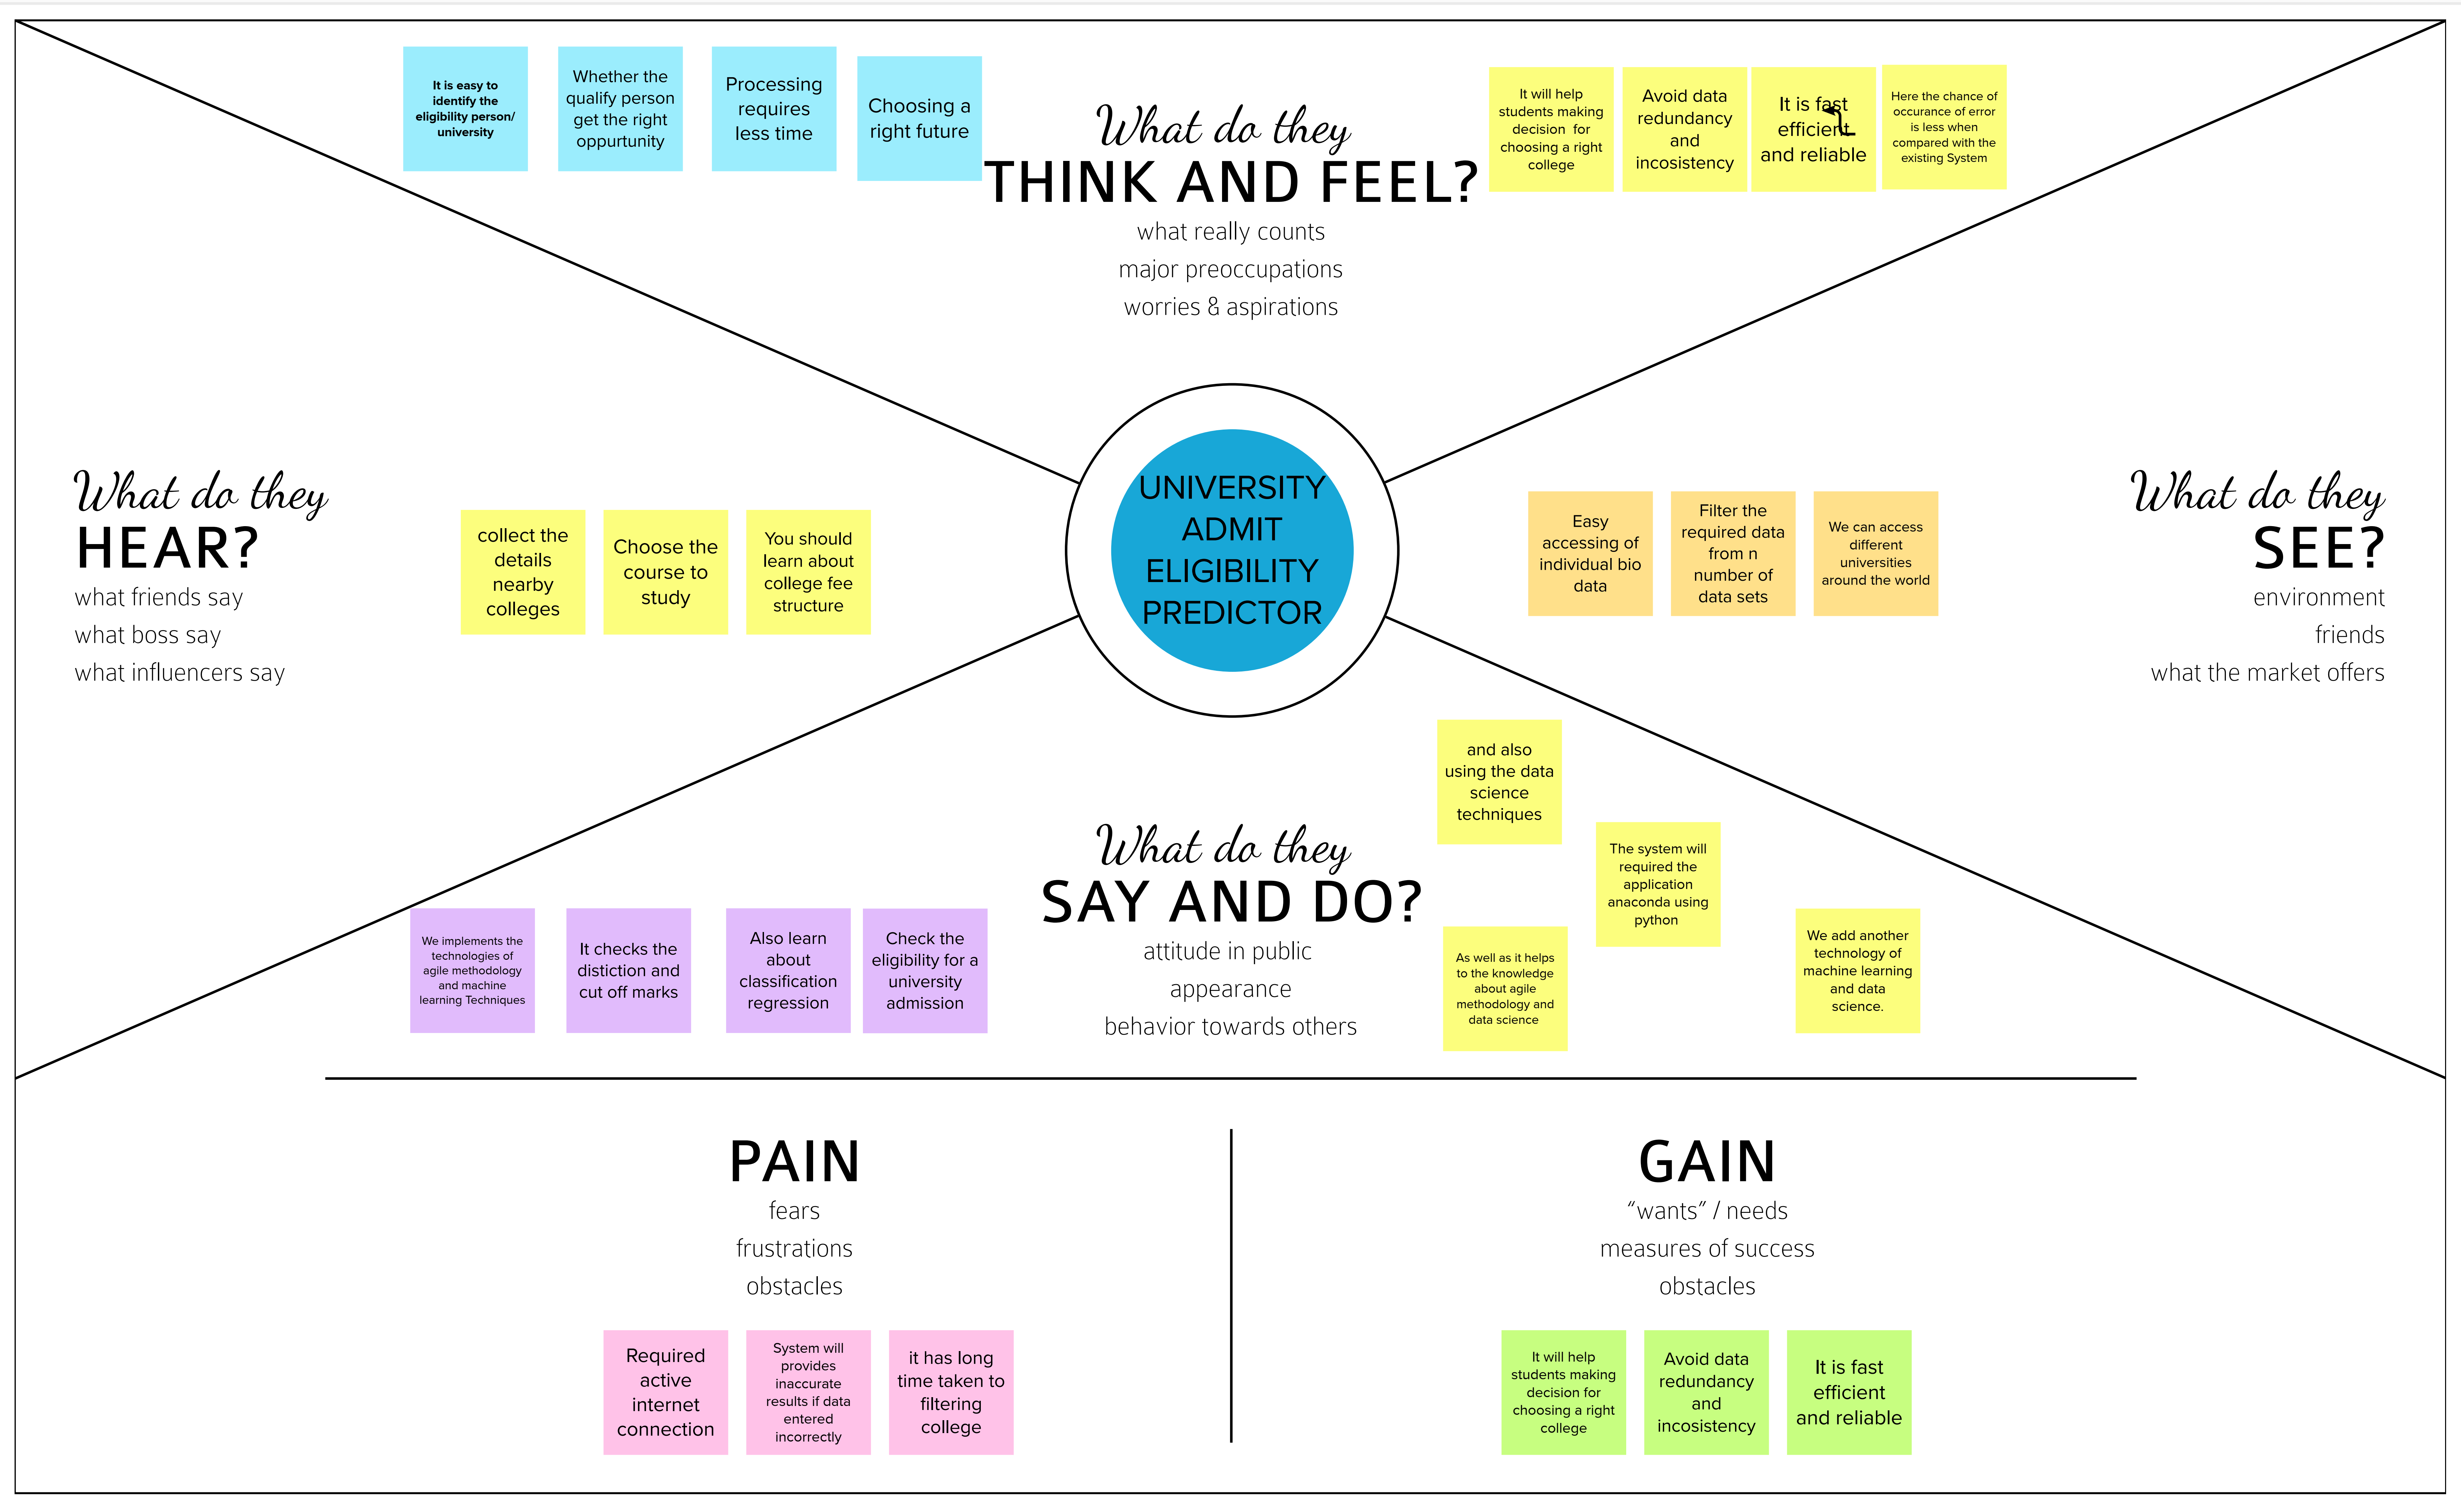 It is easy to
identify the
eligibility person/
university
Whether the
qualify person
get the right
oppurtunity
Processing
requires
less time
Choosing a
right future
What do they
THINK AND FEEL?
what really counts
major preoccupations
worries & aspirations
It will help
students making
decision for
choosing a right
college
Avoid data
redundancy
and
incosistency
It is fast
efficient
and reliable
Here the chance of
occurance of error
is less when
compared with the
existing System
What do they
HEAR?
what friends say
what boss say
what influencers say
collect the
details
nearby
colleges
Choose the
course to
study
You should
learn about
college fee
structure
UNIVERSITY
ADMIT
ELIGIBILITY
PREDICTOR
Easy
accessing of
individual bio
data
Filter the
required data
from n
number of
data sets
We can access
different
universities
around the world
What do they
SEE?
environment
friends
what the market offers
What do they
SAY AND DO?
attitude in public
appearance
behavior towards others
We implements the
technologies of
agile methodology
and machine
learning Techniques
It checks the
distiction and
cut off marks
Also learn
about
classification
regression
Check the
eligibility for a
university
admission
and also
using the data
science
techniques
The system will
required the
application
anaconda using
python
As well as it helps
to the knowledge
about agile
methodology and
data science
We add another
technology of
machine learning
and data
science.
PAIN
fears
frustrations
obstacles
Required
active
internet
connection
System will
provides
inaccurate
results if data
entered
incorrectly
it has long
time taken to
filtering
college
GAIN
“wants” / needs
measures of success
obstacles
It will help
students making
decision for
choosing a right
college
Avoid data
redundancy
and
incosistency
It is fast
efficient
and reliable